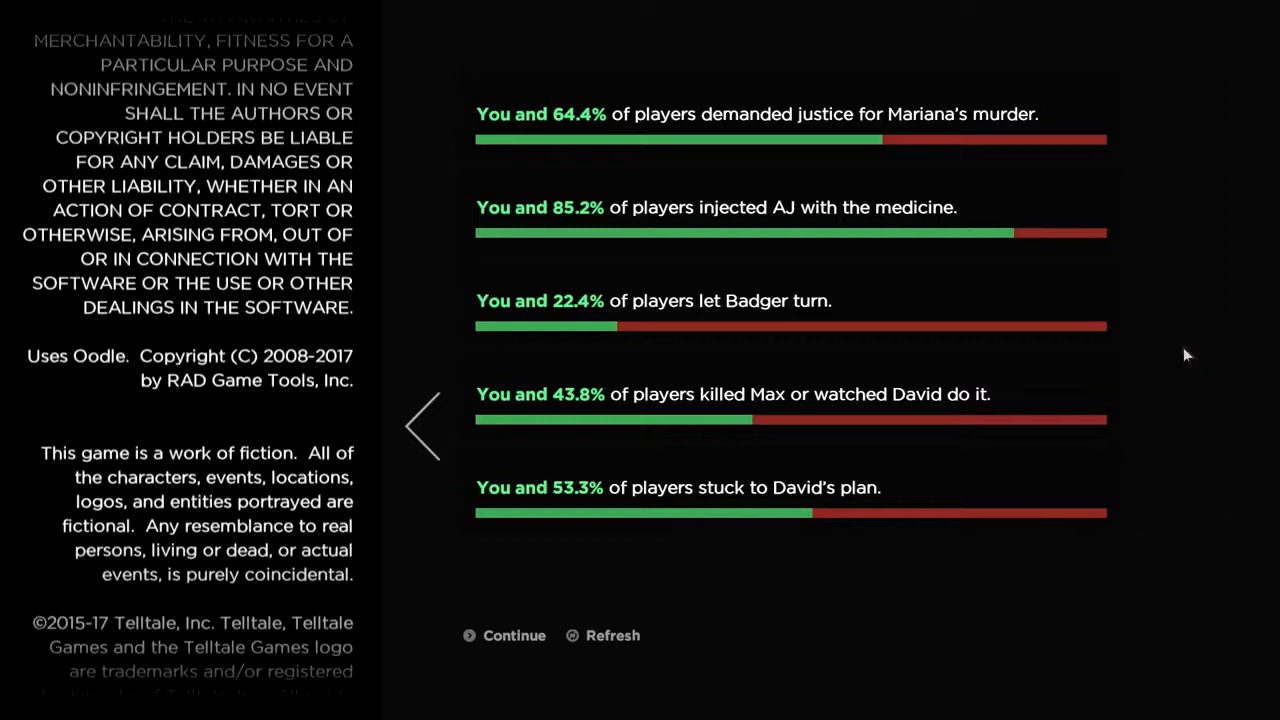 MERCHANTABILITY, FITNESS FOR A
PARTICULAR PURPOSE AND
NONINFRINGEMENT. IN NO EVENT
SHALL THE AUTHORS OR
COPYRIGHT HOLDERS BE LIABLE
FOR ANY CLAIM, DAMAGES OR
OTHER LIABILITY, WHETHER IN AN
ACTION OF CONTRACT, TORT OR
OTHERWISE, ARISING FROM, OUT OF
OR IN CONNECTION WITH THE
SOFTWARE OR THE USE OR OTHER
DEALINGS IN THE SOFTWARE.
Uses Oodle. Copyright (C) 2008-2017
by RAD Game Tools, Inc.
This game is a work of fiction. All of
the characters, events, locations,
logos, and entities portrayed are
fictional. Any resemblance to real
persons, living or dead, or actual
events, is purely coincidental.
©2015-17 Telltale, Inc. Telltale, Telltale
Games and the Telltale Games logo
are trademarks and/or registered
You and 64.4% of players demanded justice for Mariana's murder.
You and 85.2% of players injected AJ with the medicine.
You and 22.4% of players let Badger turn.
You and 43.8% of players killed Max or watched David do it.
You and 53.3% of players stuck to David's plan.
Continue Refresh